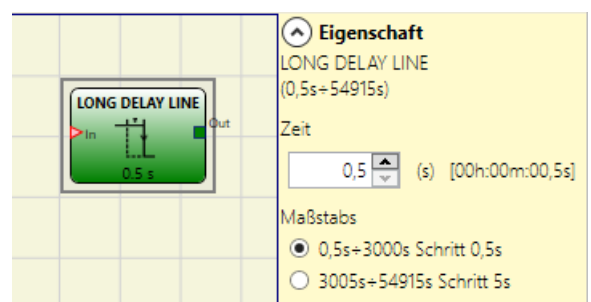 LONG DELAY LINE
In
Out
0.5 s
Eigenschaft
LONG DELAY LINE
(0,5s÷54915s)
Zeit
0,5 (s) [00h:00m:00,5s]
Maßstabs
0,5s÷3000s Schritt 0,5s
3005s÷54915s Schritt 5s